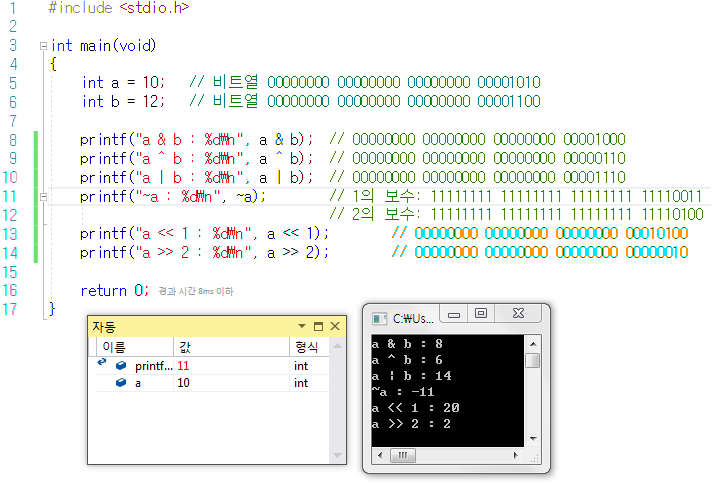 1 #include <stdio.h>
2
3 int main(void)
4 {
5 int a = 10; // 비트열 00000000 00000000 00000000 00001010
6 int b = 12; // 비트열 00000000 00000000 00000000 00001100
7
8 printf("a & b : %d₩n", a & b); // 00000000 00000000 00000000 00001000
9 printf("a ^ b : %d₩n", a ^ b); // 00000000 00000000 00000000 00000110
10 printf("a | b : %d₩n", a | b); // 00000000 00000000 00000000 00001110
11 printf("~a : %d₩n", ~a); // 1의 보수: 11111111 11111111 11111111 11110011
12 // 2의 보수: 11111111 11111111 11111111 11110100
13 printf("a << 1 : %d₩n", a << 1); // 00000000 00000000 00000000 00010100
14 printf("a >> 2 : %d₩n", a >> 2); // 00000000 00000000 00000000 00000010
15
16 return 0; 경과 시간 8ms 이하
17 }
자동
이름 값 형식
printf... 11 int
a 10 int
C:₩Us...
a & b : 8
a ^ b : 6
a | b : 14
~a : -11
a << 1 : 20
a >> 2 : 2